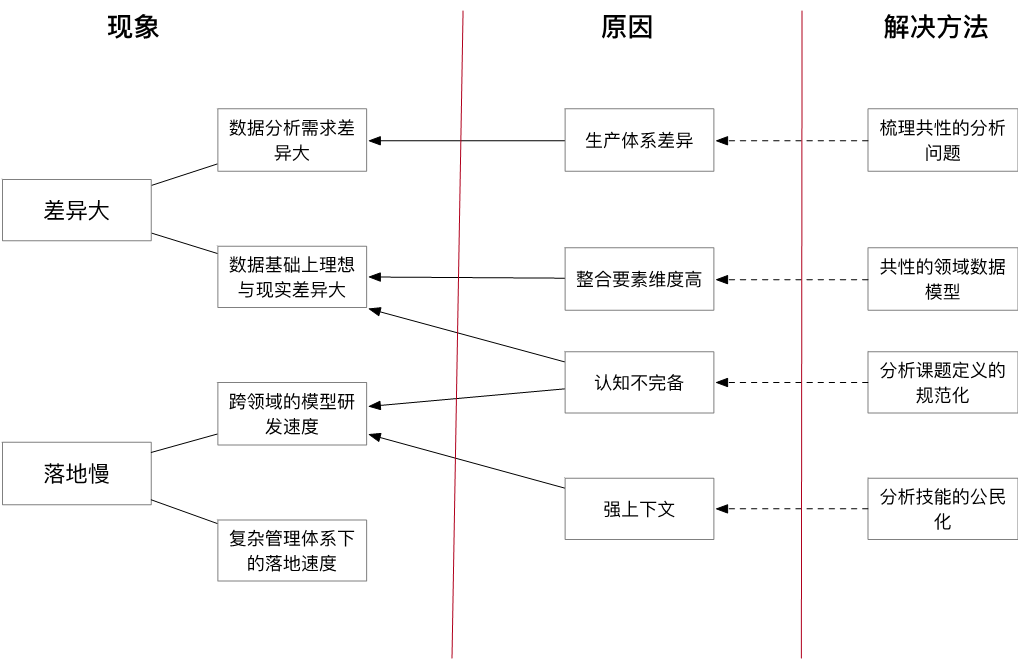 现象
原因
解决方法
差异大
数据分析需求差
异大
生产体系差异
梳理共性的分析
问题
数据基础上理想
与现实差异大
整合要素维度高
共性的领域数据
模型
认知不完备
分析课题定义的
规范化
落地慢
跨领域的模型研
发速度
强上下文
分析技能的公民
化
复杂管理体系下
的落地速度